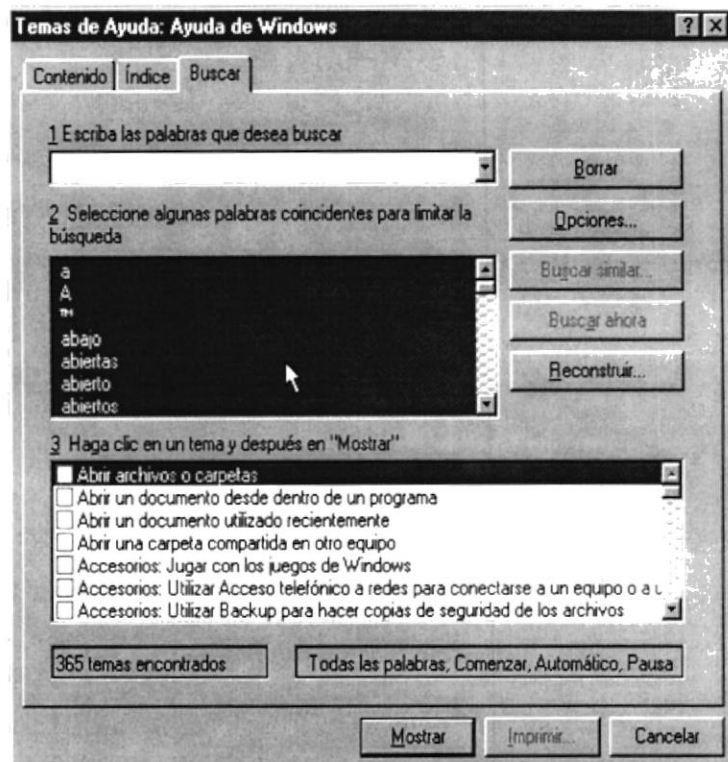 Temas de Ayuda: Ayuda de Windows
Contenido Índice Buscar
1 Escriba las palabras que desea buscar
Borrar
2 Seleccione algunas palabras coincidentes para limitar la
búsqueda
Opciones...
a
A
™
abajo
abiertas
abierto
abiertos
Buscar similar...
Buscar ahora
Reconstruir...
3 Haga clic en un tema y después en "Mostrar"
Abrir archivos o carpetas
Abrir un documento desde dentro de un programa
Abrir un documento utilizado recientemente
Abrir una carpeta compartida en otro equipo
Accesorios: Jugar con los juegos de Windows
Accesorios: Utilizar Acceso telefónico a redes para conectarse a un equipo o a u
Accesorios: Utilizar Backup para hacer copias de seguridad de los archivos
365 temas encontrados
Todas las palabras, Comenzar, Automático, Pausa
Mostrar Imprimir... Cancelar